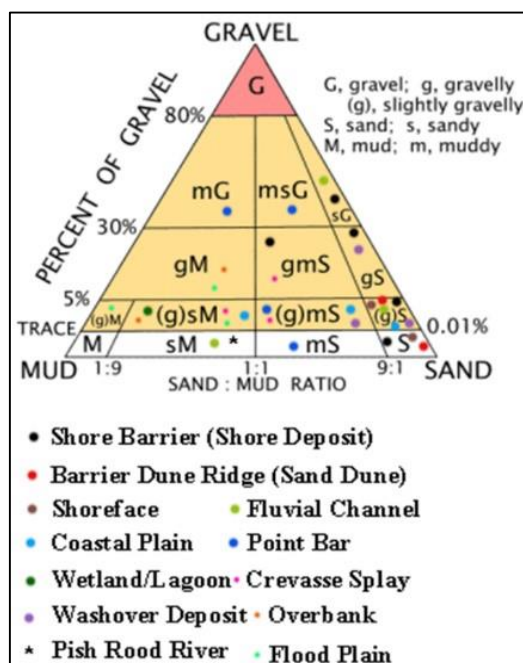 GRAVEL
G
G, gravel; g, gravelly
(g), slightly gravelly
S, sand; s, sandy
M, mud; m, muddy
PERCENT OF GRAVEL
80%
mG msG sG
30%
gM gmS gS
5%
(g)M (g)sM (g)mS (g)S
TRACE 0.01%
M sM * mS S
MUD 1:9 1:1 9:1 SAND
SAND : MUD RATIO
Shore Barrier (Shore Deposit)
Barrier Dune Ridge (Sand Dune)
Shoreface Fluvial Channel
Coastal Plain Point Bar
Wetland/Lagoon Crevasse Splay
Washover Deposit Overbank
* Pish Rood River Flood Plain